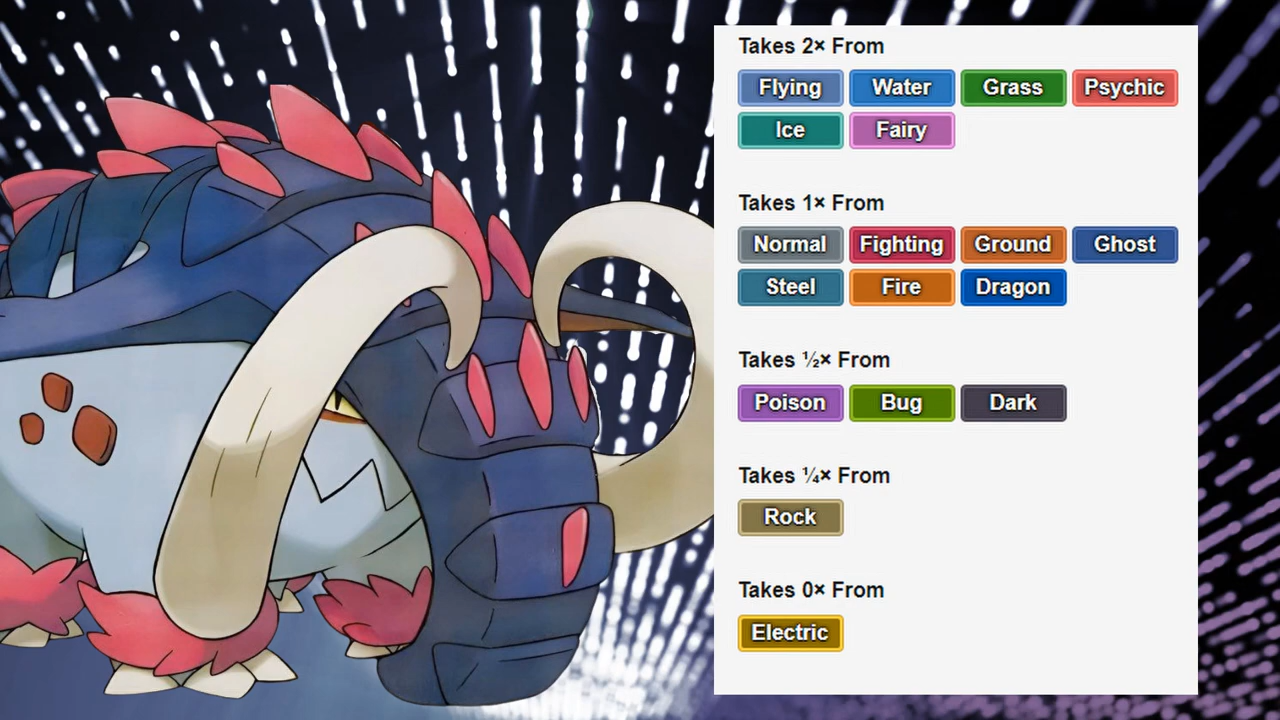 Takes 2× From
Flying Water Grass Psychic
Ice Fairy
Takes 1× From
Normal Fighting Ground Ghost
Steel Fire Dragon
Takes ½× From
Poison Bug Dark
Takes ¼× From
Rock
Takes 0× From
Electric